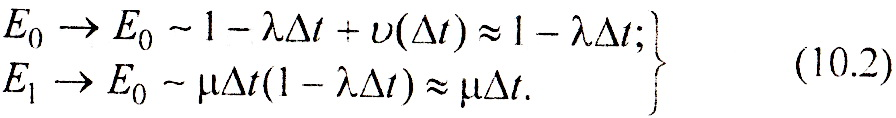 E₀ → E₀ ~ 1 – λΔt + υ(Δt) ≈ 1 – λΔt;
E₁ → E₀ ~ μΔt(1 – λΔt) ≈ μΔt. } (10.2)